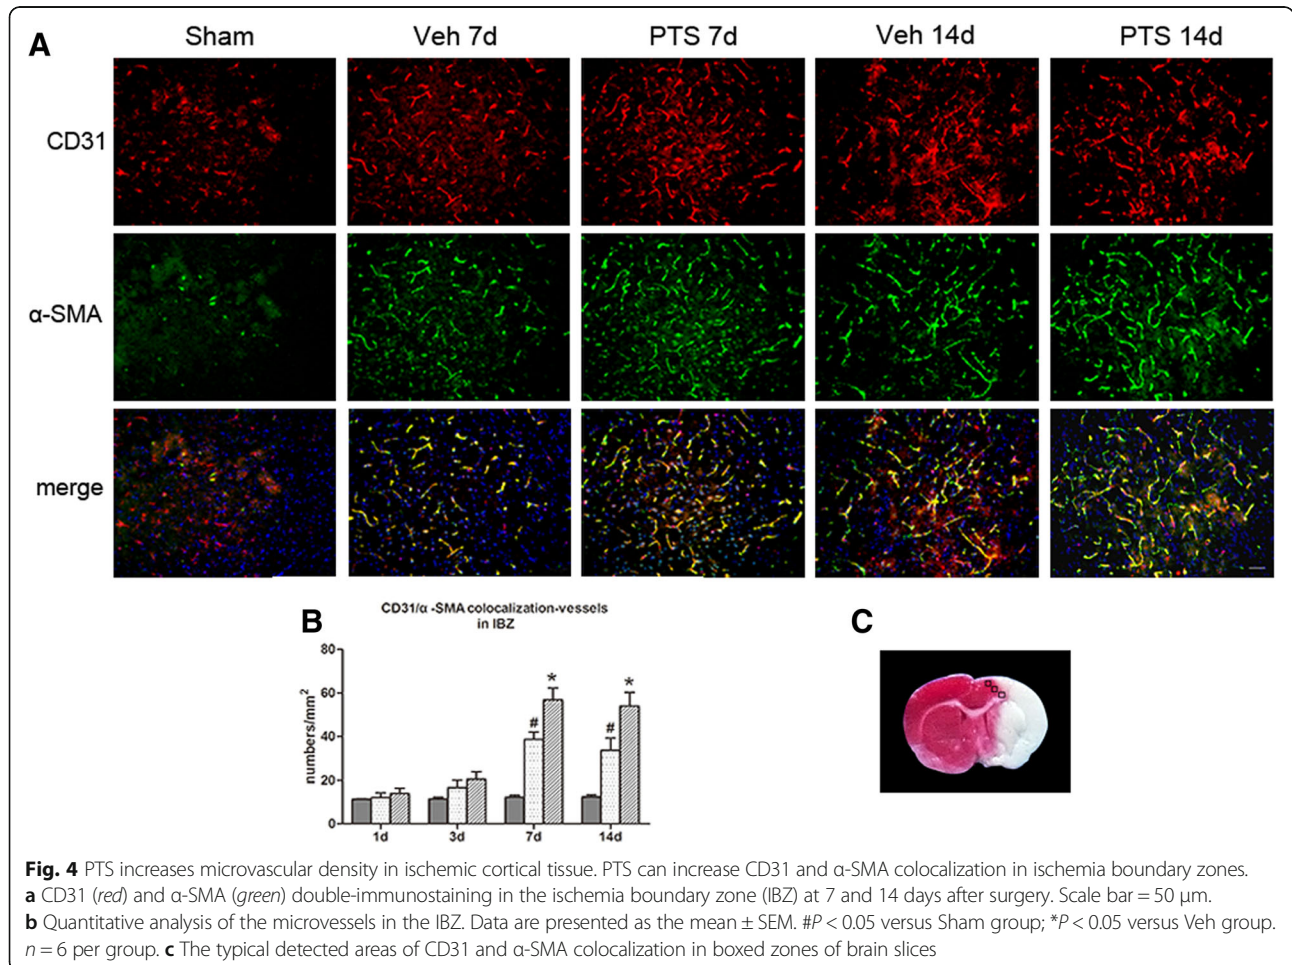 A
Sham
Veh 7d
PTS 7d
Veh 14d
PTS 14d
CD31
α-SMA
merge
B
CD31/α -SMA colocalization-vessels
in IBZ
numbers/mm²
80
60
40
20
0
#
*
#
*
1d
3d
7d
14d
C
Fig. 4 PTS increases microvascular density in ischemic cortical tissue. PTS can increase CD31 and α-SMA colocalization in ischemia boundary zones.
a CD31 (red) and α-SMA (green) double-immunostaining in the ischemia boundary zone (IBZ) at 7 and 14 days after surgery. Scale bar = 50 μm.
b Quantitative analysis of the microvessels in the IBZ. Data are presented as the mean ± SEM. #P < 0.05 versus Sham group; *P < 0.05 versus Veh group.
n = 6 per group. c The typical detected areas of CD31 and α-SMA colocalization in boxed zones of brain slices